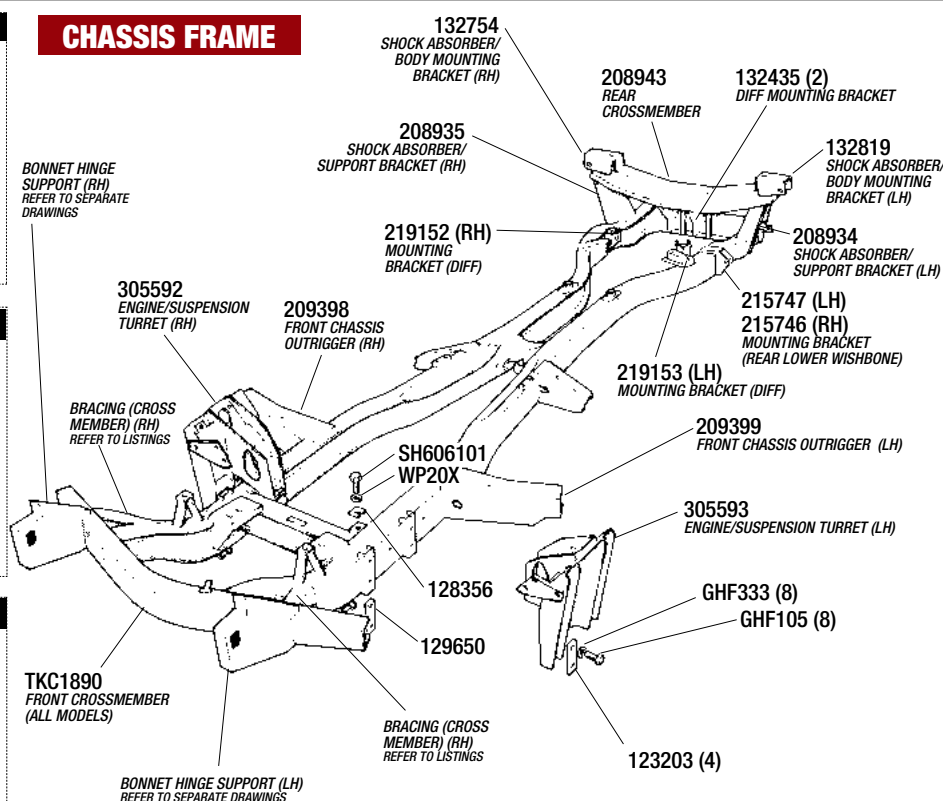 CHASSIS FRAME
132754
SHOCK ABSORBER/
BODY MOUNTING
BRACKET (RH)
208943
REAR
CROSSMEMBER
132435 (2)
DIFF MOUNTING BRACKET
208935
SHOCK ABSORBER/
SUPPORT BRACKET (RH)
132819
SHOCK ABSORBER/
BODY MOUNTING
BRACKET (LH)
BONNET HINGE
SUPPORT (RH)
REFER TO SEPARATE
DRAWINGS
219152 (RH)
MOUNTING
BRACKET (DIFF)
208934
SHOCK ABSORBER/
SUPPORT BRACKET (LH)
305592
ENGINE/SUSPENSION
TURRET (RH)
209398
FRONT CHASSIS
OUTRIGGER (RH)
215747 (LH)
215746 (RH)
MOUNTING BRACKET
(REAR LOWER WISHBONE)
219153 (LH)
MOUNTING BRACKET (DIFF)
BRACING (CROSS
MEMBER) (RH)
REFER TO LISTINGS
209399
FRONT CHASSIS OUTRIGGER (LH)
SH606101
WP20X
305593
ENGINE/SUSPENSION TURRET (LH)
128356
GHF333 (8)
GHF105 (8)
129650
TKC1890
FRONT CROSSMEMBER
(ALL MODELS)
BRACING (CROSS
MEMBER) (RH)
REFER TO LISTINGS
123203 (4)
BONNET HINGE SUPPORT (LH)
REFER TO SEPARATE DRAWINGS